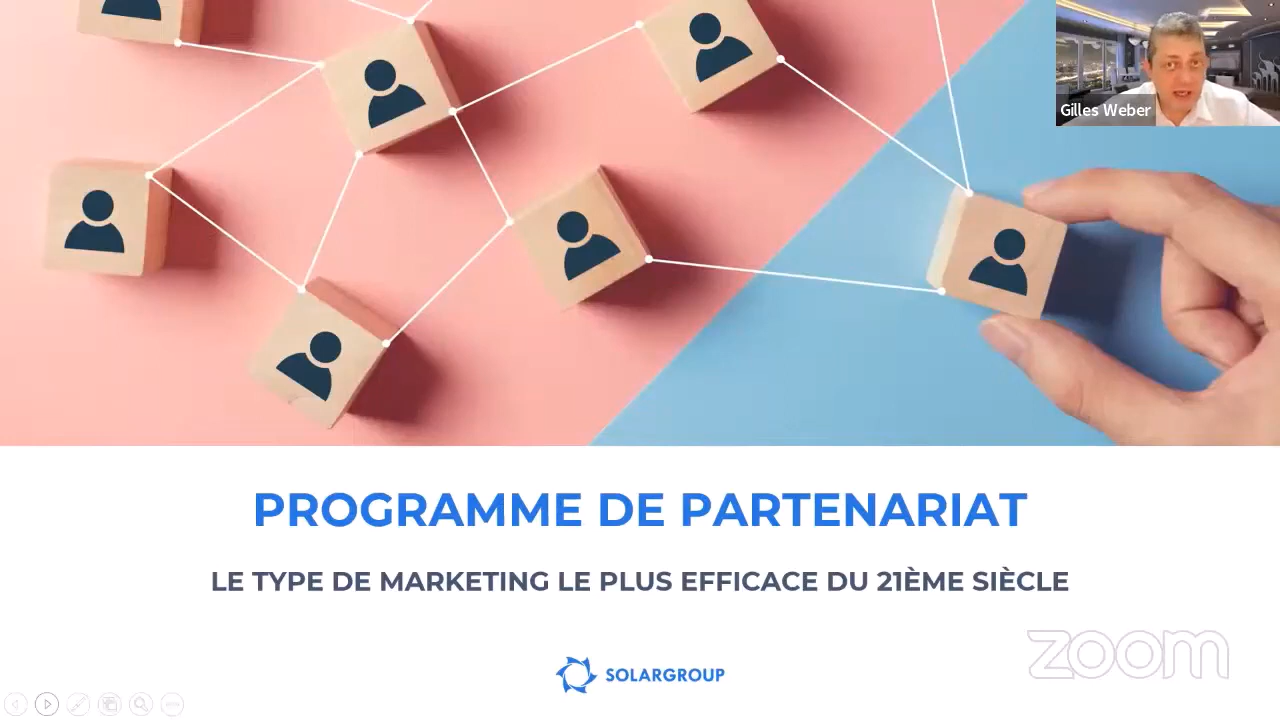 Gilles Weber
PROGRAMME DE PARTENARIAT
LE TYPE DE MARKETING LE PLUS EFFICACE DU 21ÈME SIÈCLE
SOLARGROUP
zoom